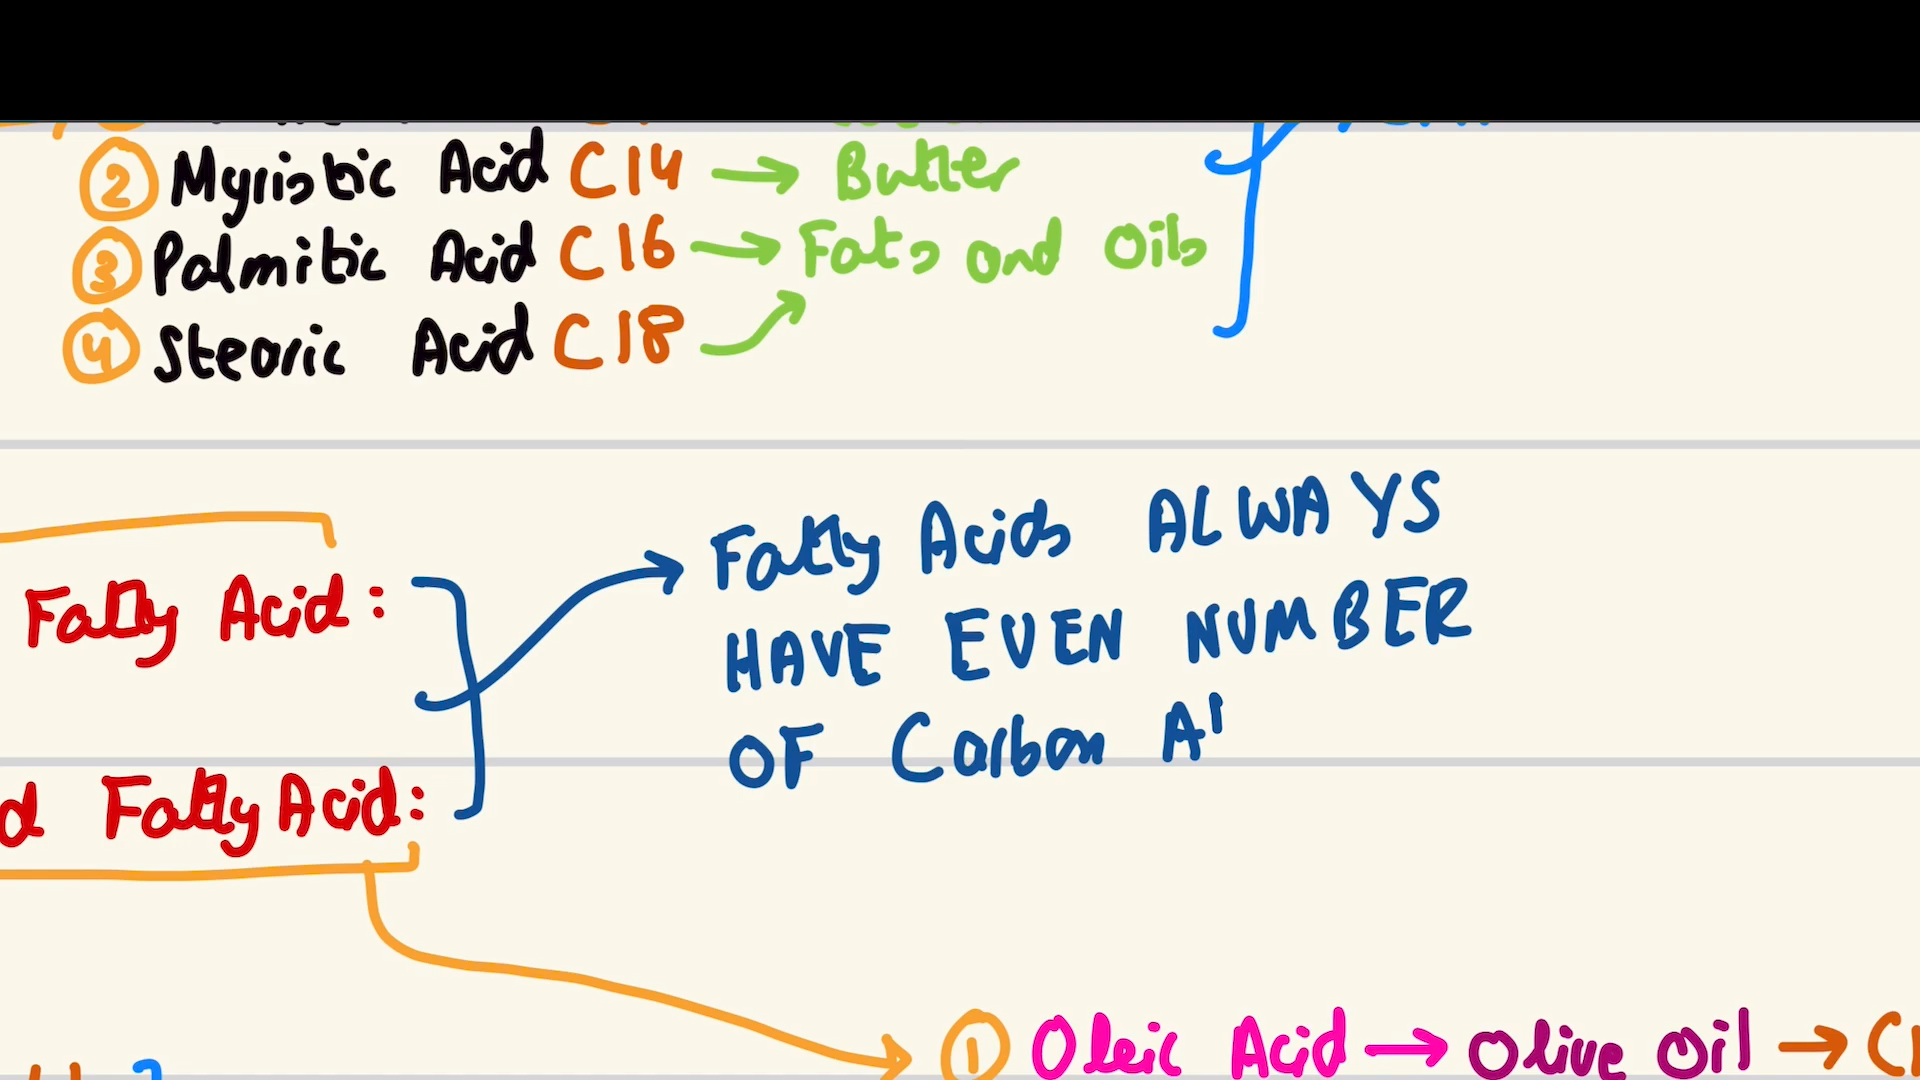 2 Myristic Acid C14 → Butter
3 Palmitic Acid C16 → Fats and Oils
4 Stearic Acid C18
Fatty Acids ALWAYS
HAVE EVEN NUMBER
OF Carbon
Fatty Acid:
d Fatty Acid:
1 Oleic Acid → Olive Oil → C